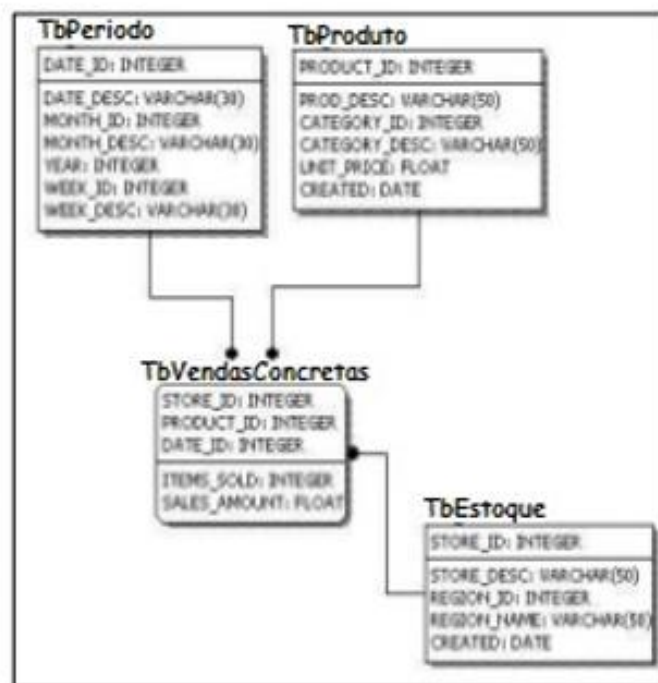 TbPeriodo
DATE_ID: INTEGER
DATE_DESC: VARCHAR(30)
MONTH_ID: INTEGER
MONTH_DESC: VARCHAR(30)
YEAR: INTEGER
WEEK_ID: INTEGER
WEEK_DESC: VARCHAR(30)
TbProduto
PRODUCT_ID: INTEGER
PROD_DESC: VARCHAR(50)
CATEGORY_ID: INTEGER
CATEGORY_DESC: VARCHAR(50)
UNIT_PRICE: FLOAT
CREATED: DATE
TbVendasConcretas
STORE_ID: INTEGER
PRODUCT_ID: INTEGER
DATE_ID: INTEGER
ITEMS_SOLD: INTEGER
SALES_AMOUNT: FLOAT
TbEstoque
STORE_ID: INTEGER
STORE_DESC: VARCHAR(50)
REGION_ID: INTEGER
REGION_NAME: VARCHAR(50)
CREATED: DATE